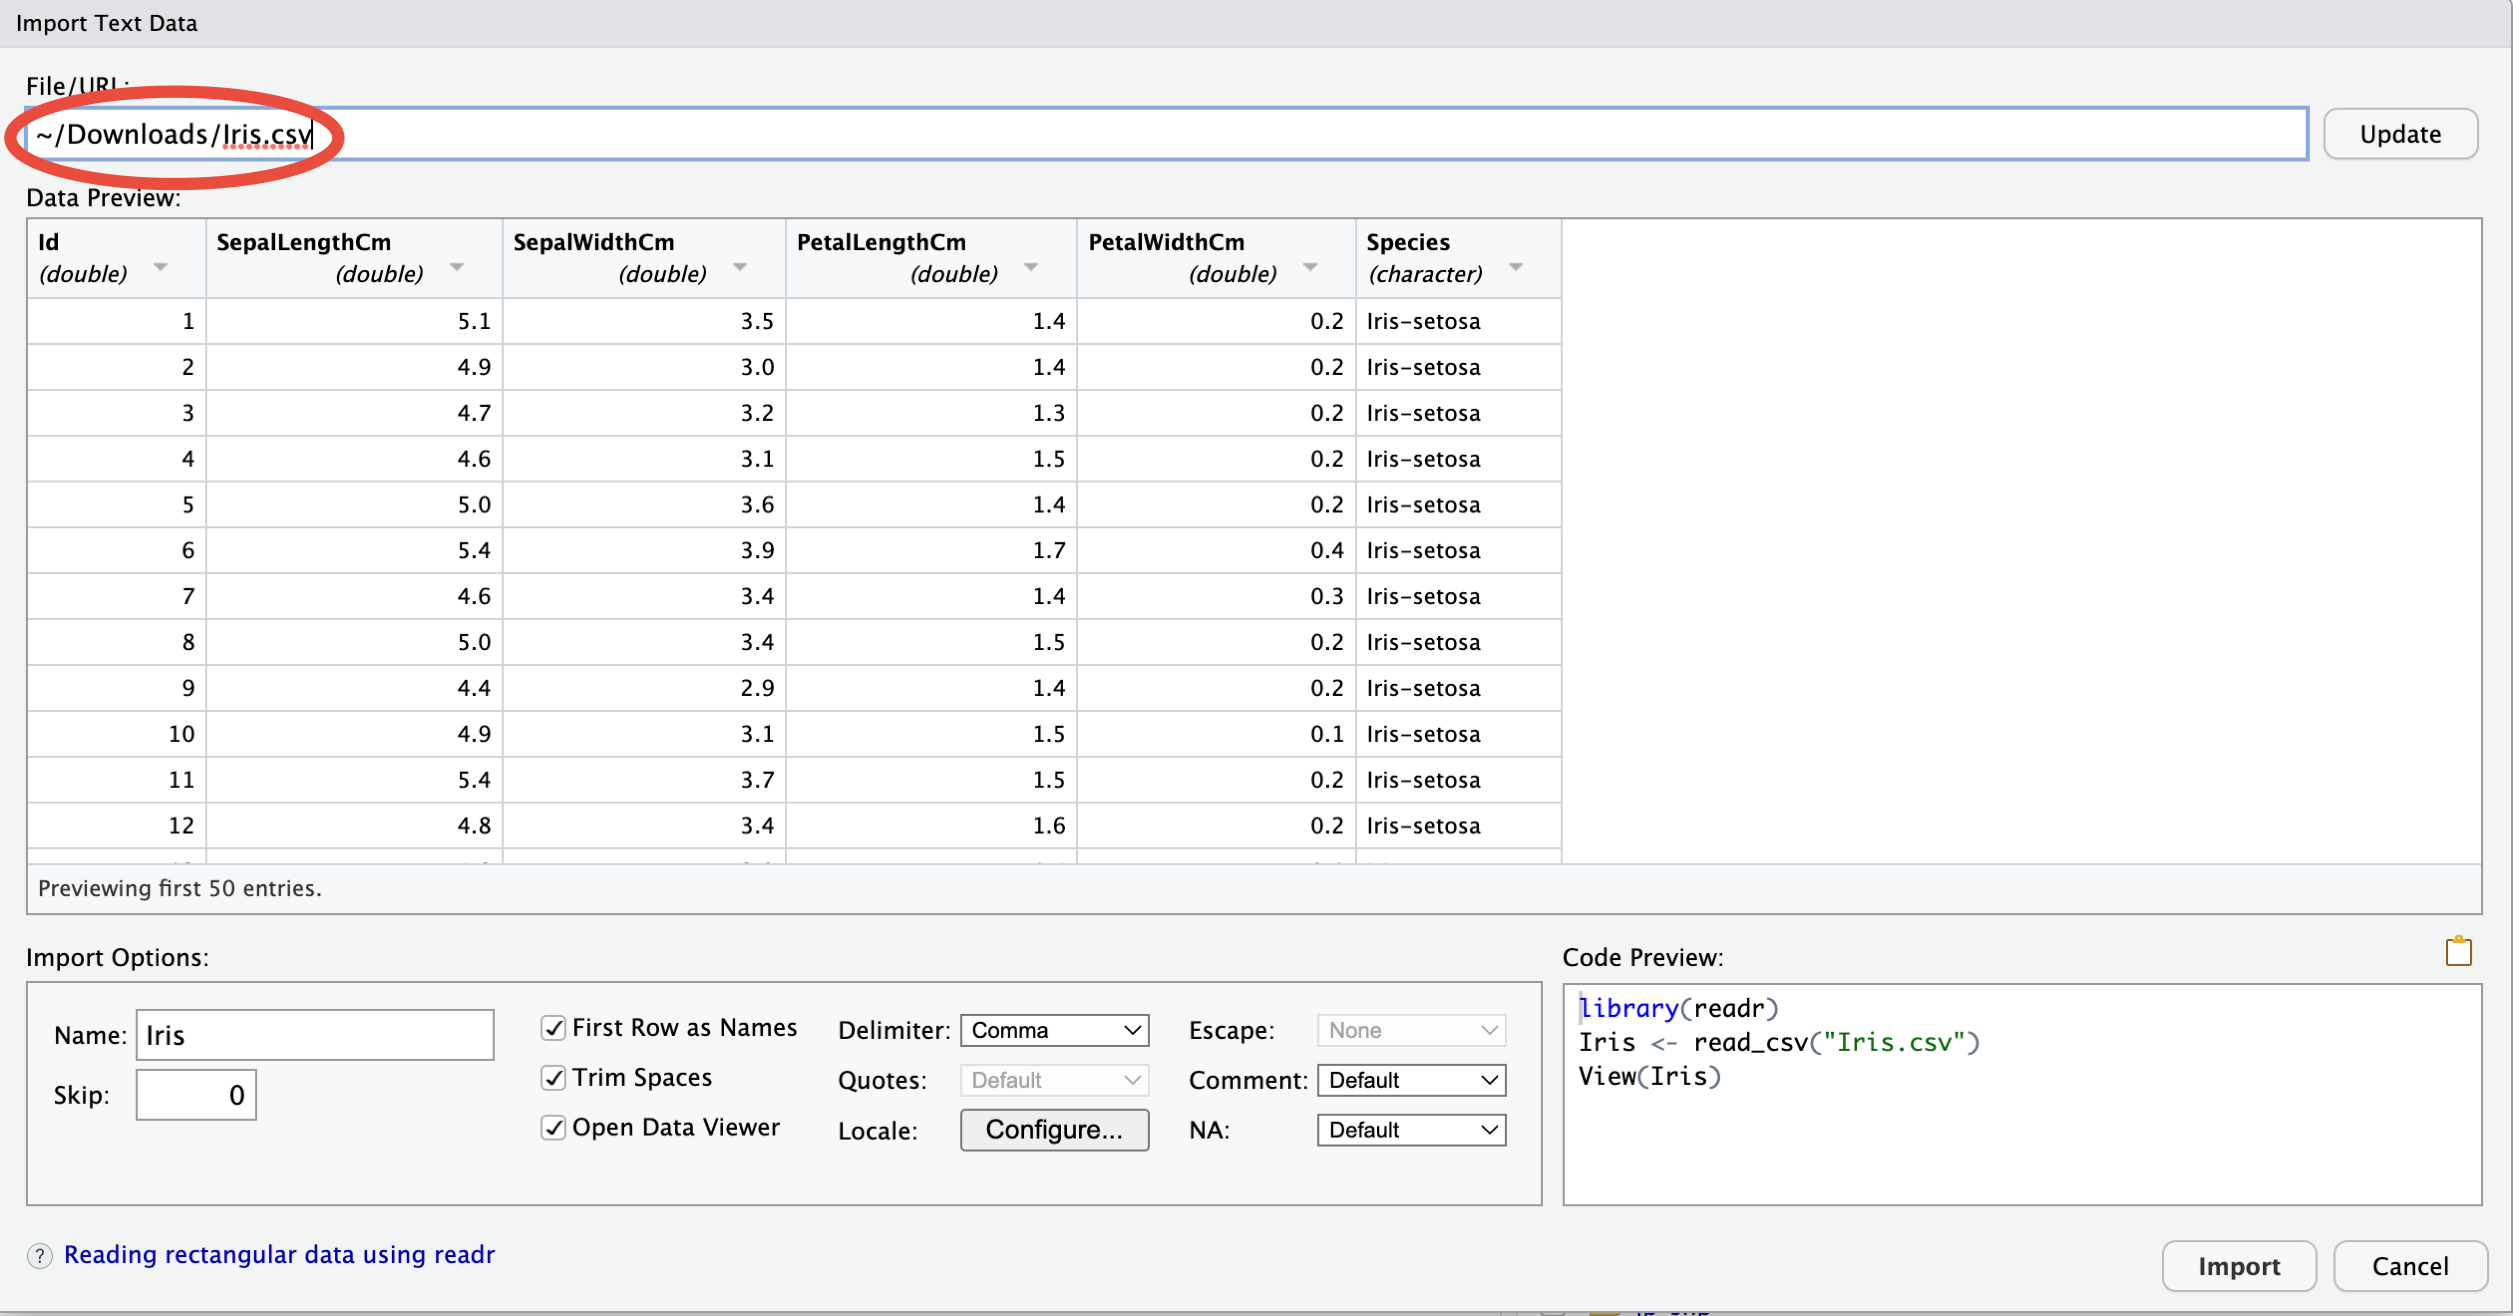 Import Text Data
File/URL:
~/Downloads/Iris.csv
Update
Data Preview:
Id SepalLengthCm SepalWidthCm PetalLengthCm PetalWidthCm Species
(double) (double) (double) (double) (double) (character)
1 5.1 3.5 1.4 0.2 Iris-setosa
2 4.9 3.0 1.4 0.2 Iris-setosa
3 4.7 3.2 1.3 0.2 Iris-setosa
4 4.6 3.1 1.5 0.2 Iris-setosa
5 5.0 3.6 1.4 0.2 Iris-setosa
6 5.4 3.9 1.7 0.4 Iris-setosa
7 4.6 3.4 1.4 0.3 Iris-setosa
8 5.0 3.4 1.5 0.2 Iris-setosa
9 4.4 2.9 1.4 0.2 Iris-setosa
10 4.9 3.1 1.5 0.1 Iris-setosa
11 5.4 3.7 1.5 0.2 Iris-setosa
12 4.8 3.4 1.6 0.2 Iris-setosa
Previewing first 50 entries.
Import Options:
Name: Iris
Skip: 0
First Row as Names
Trim Spaces
Open Data Viewer
Delimiter: Comma
Quotes: Default
Locale: Configure...
Escape: None
Comment: Default
NA: Default
Code Preview:
library(readr)
Iris <- read_csv("Iris.csv")
View(Iris)
? Reading rectangular data using readr
Import
Cancel